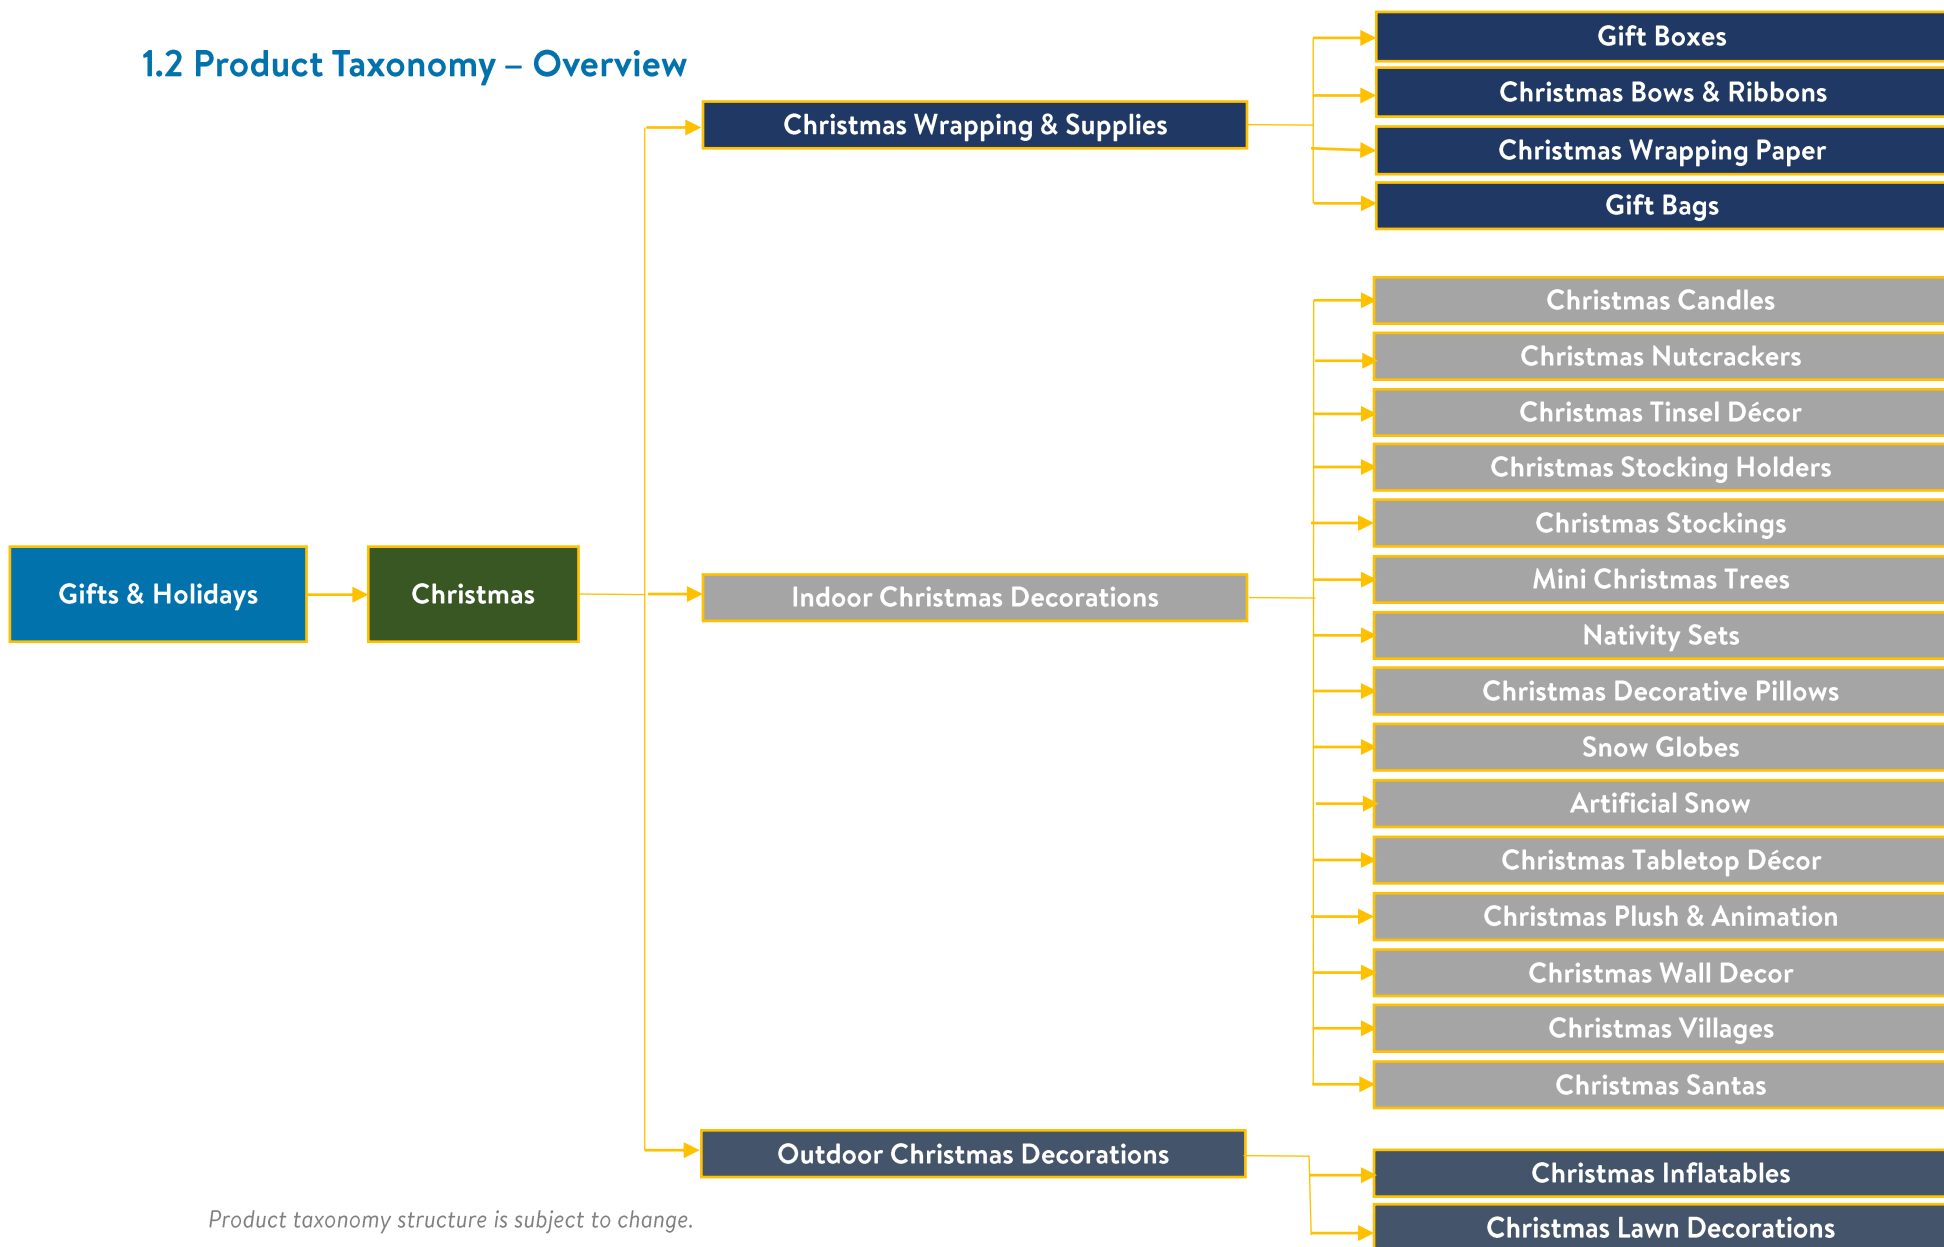 1.2 Product Taxonomy – Overview
Gifts & Holidays
Christmas
Christmas Wrapping & Supplies
Gift Boxes
Christmas Bows & Ribbons
Christmas Wrapping Paper
Gift Bags
Indoor Christmas Decorations
Christmas Candles
Christmas Nutcrackers
Christmas Tinsel Décor
Christmas Stocking Holders
Christmas Stockings
Mini Christmas Trees
Nativity Sets
Christmas Decorative Pillows
Snow Globes
Artificial Snow
Christmas Tabletop Décor
Christmas Plush & Animation
Christmas Wall Decor
Christmas Villages
Christmas Santas
Outdoor Christmas Decorations
Christmas Inflatables
Christmas Lawn Decorations
Product taxonomy structure is subject to change.